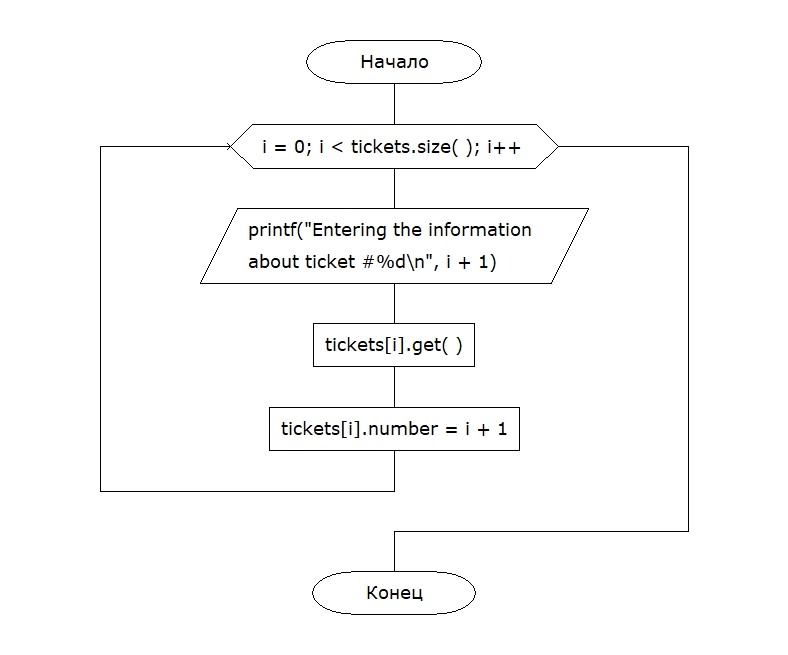 Начало
i = 0; i < tickets.size( ); i++
printf("Entering the information
about ticket #%d\n", i + 1)
tickets[i].get( )
tickets[i].number = i + 1
Конец